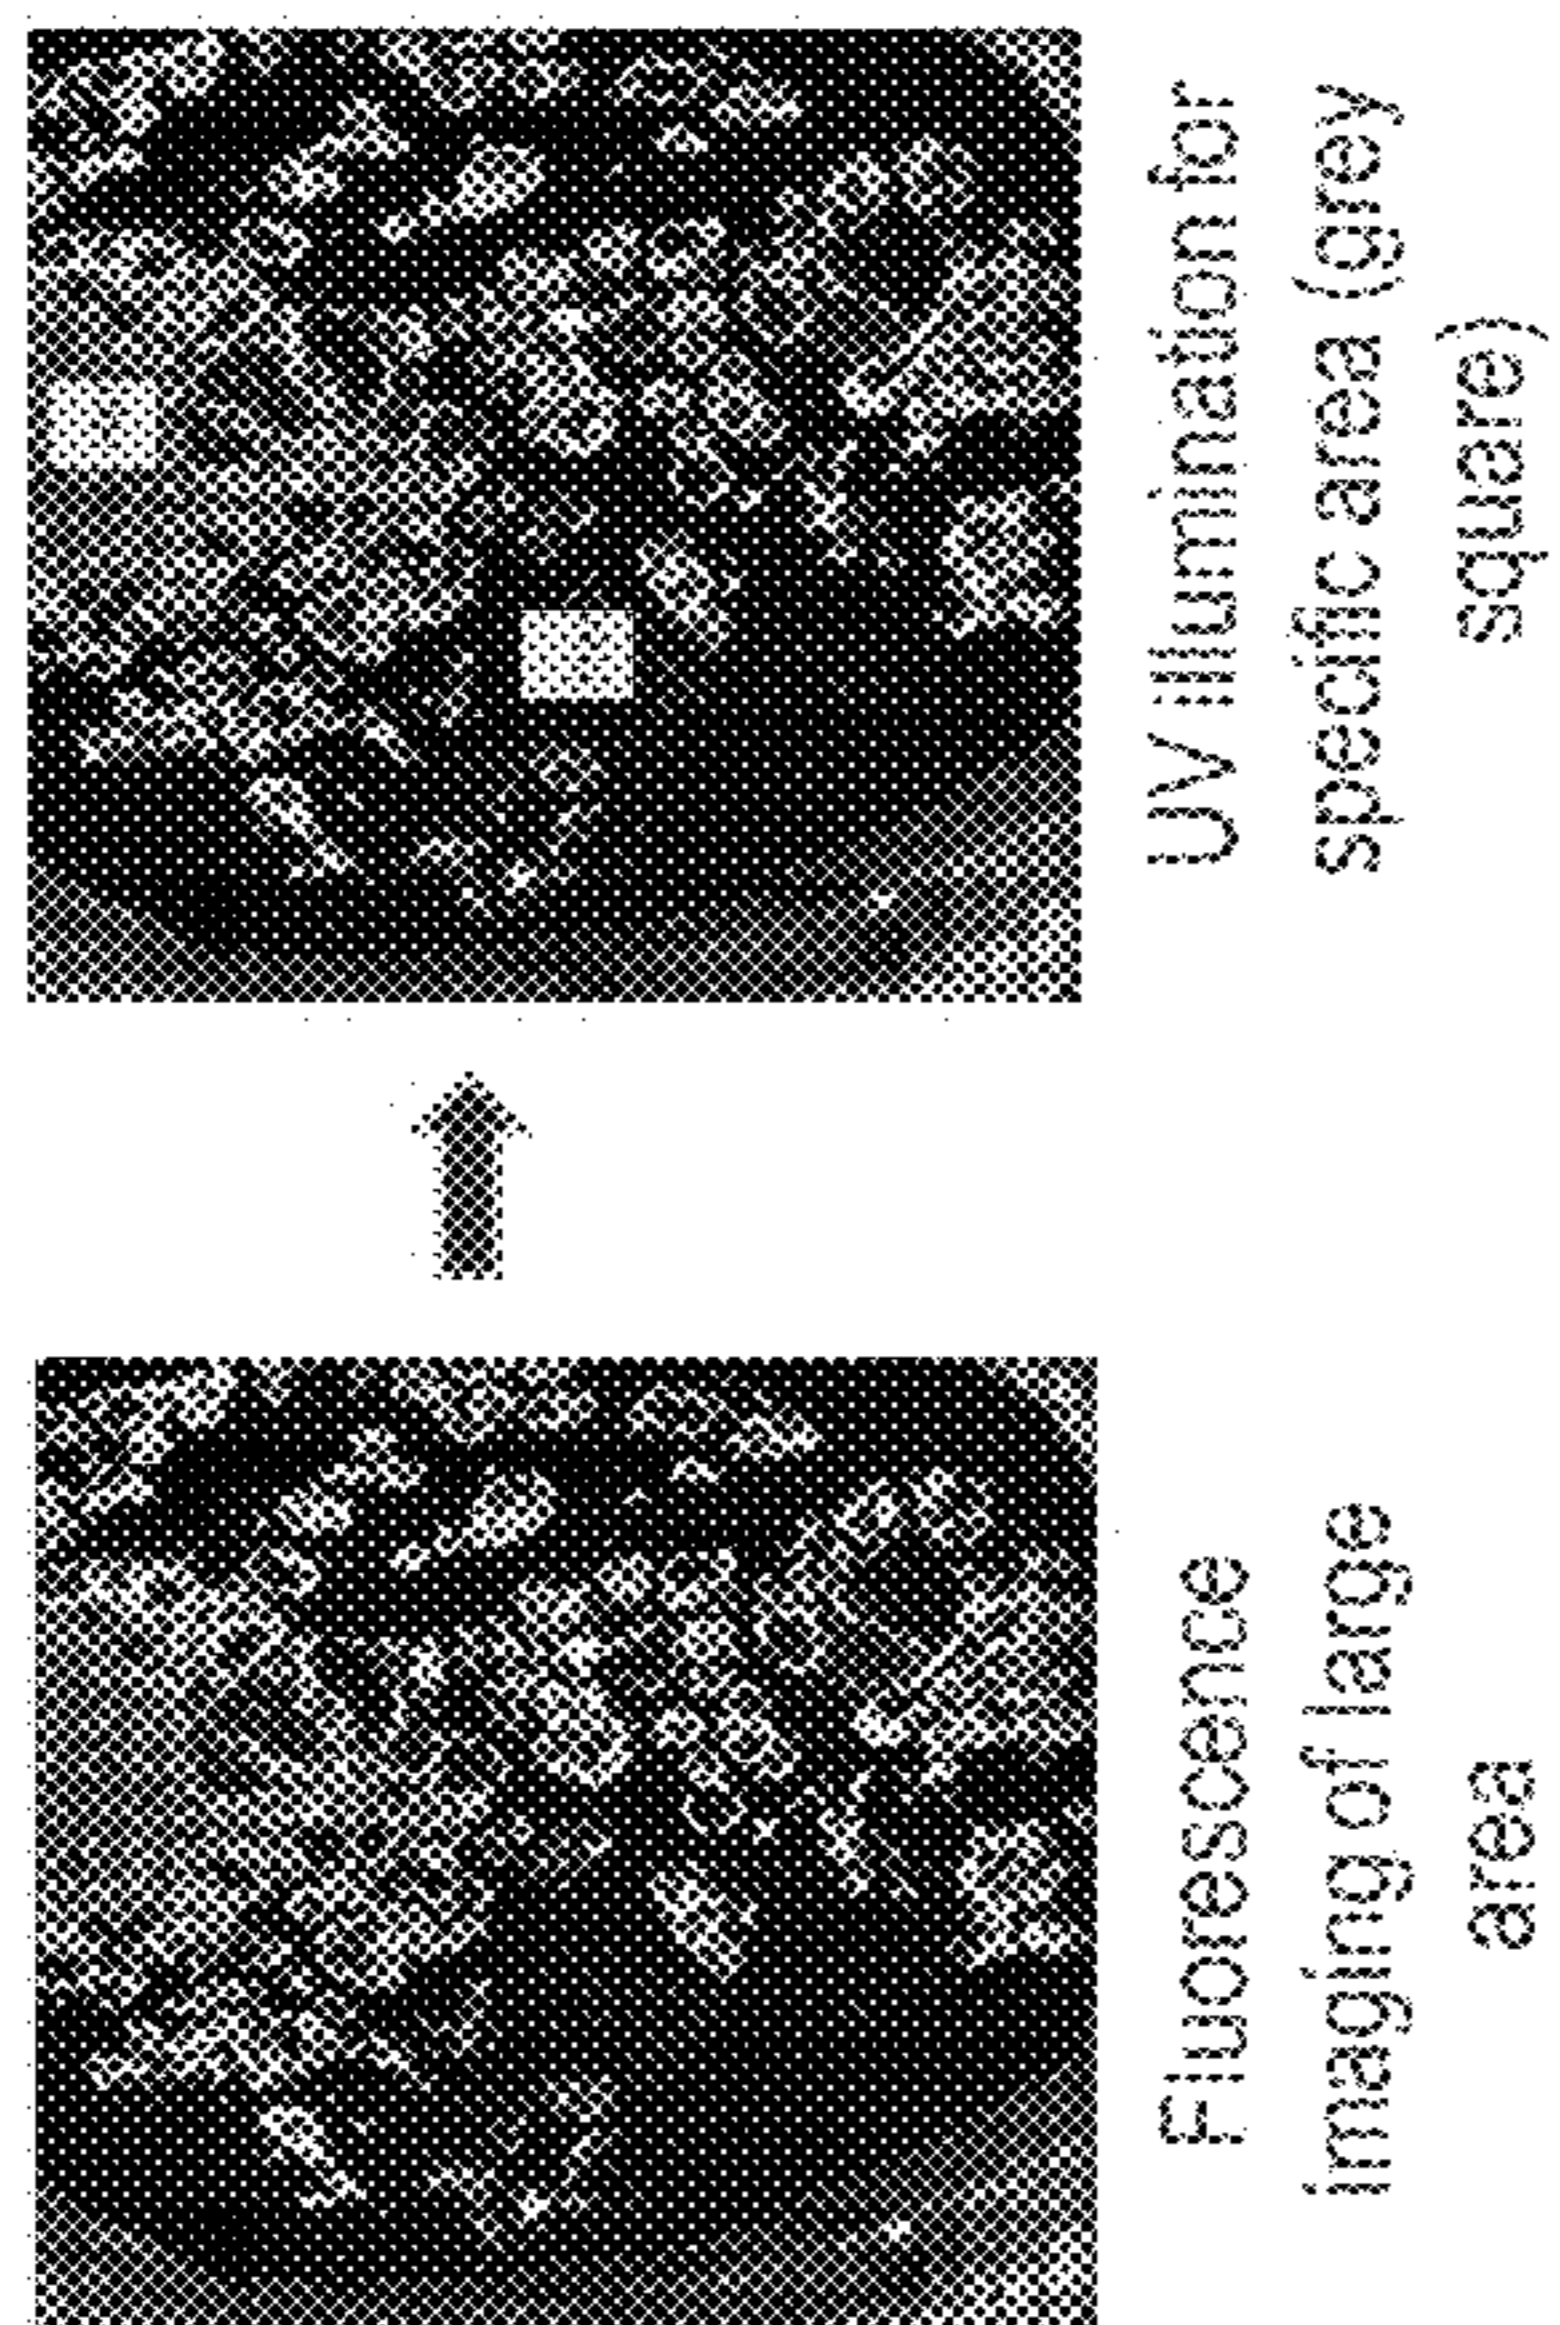 Fluorescence
imaging of large
area
UV illumination for
specific area (grey
square)